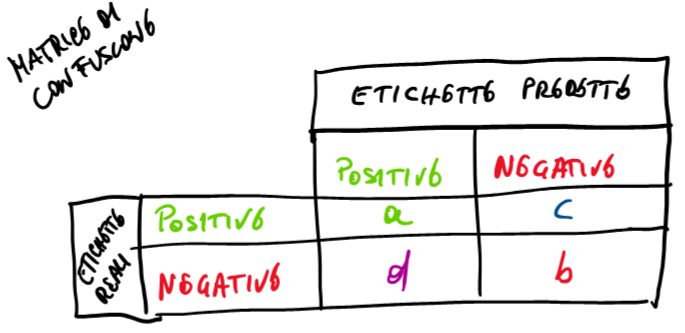 MATRICE DI
CONFUSIONE
ETICHETTE PREDETTE
POSITIVE NEGATIVE
ETICHETTE
REALI
POSITIVE a c
NEGATIVE d b